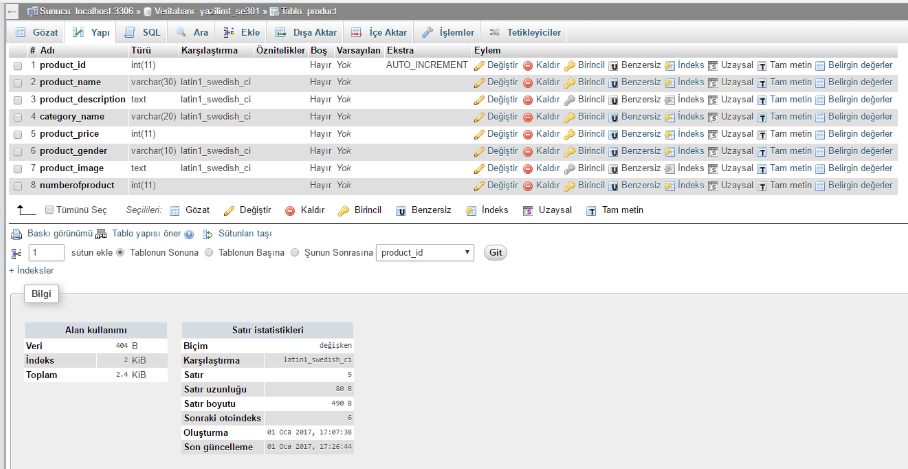 Sunucu: localhost:3306 » Veritabanı: yazilimt_se301 » Tablo: product
Gözat Yapı SQL Ara Ekle Dışa Aktar İçe Aktar İşlemler Tetikleyiciler
# Adı Türü Karşılaştırma Öznitelikler Boş Varsayılan Ekstra Eylem
1 product_id int(11) Hayır Yok AUTO_INCREMENT Değiştir Kaldır Birincil Benzersiz İndeks Uzaysal Tam metin Belirgin değerler
2 product_name varchar(30) latin1_swedish_ci Hayır Yok Değiştir Kaldır Birincil Benzersiz İndeks Uzaysal Tam metin Belirgin değerler
3 product_description text latin1_swedish_ci Hayır Yok Değiştir Kaldır Birincil Benzersiz İndeks Uzaysal Tam metin Belirgin değerler
4 category_name varchar(20) latin1_swedish_ci Hayır Yok Değiştir Kaldır Birincil Benzersiz İndeks Uzaysal Tam metin Belirgin değerler
5 product_price int(11) Hayır Yok Değiştir Kaldır Birincil Benzersiz İndeks Uzaysal Tam metin Belirgin değerler
6 product_gender varchar(10) latin1_swedish_ci Hayır Yok Değiştir Kaldır Birincil Benzersiz İndeks Uzaysal Tam metin Belirgin değerler
7 product_image text latin1_swedish_ci Hayır Yok Değiştir Kaldır Birincil Benzersiz İndeks Uzaysal Tam metin Belirgin değerler
8 numberofproduct int(11) Hayır Yok Değiştir Kaldır Birincil Benzersiz İndeks Uzaysal Tam metin Belirgin değerler
Tümünü Seç Seçilileri: Gözat Değiştir Kaldır Birincil Benzersiz İndeks Uzaysal Tam metin
Baskı görünümü Tablo yapısı öner Sütunları taşı
1 sütun ekle Tablonun Sonuna Tablonun Başına Şunun Sonrasına product_id Git
+ İndeksler
Bilgi
Alan kullanımı
Veri 404 B
İndeks 2 KiB
Toplam 2.4 KiB
Satır istatistikleri
Biçim değişken
Karşılaştırma latin1_swedish_ci
Satır 5
Satır uzunluğu 80 B
Satır boyutu 490 B
Sonraki otoindeks 6
Oluşturma 01 Oca 2017, 17:07:38
Son güncelleme 01 Oca 2017, 17:26:44